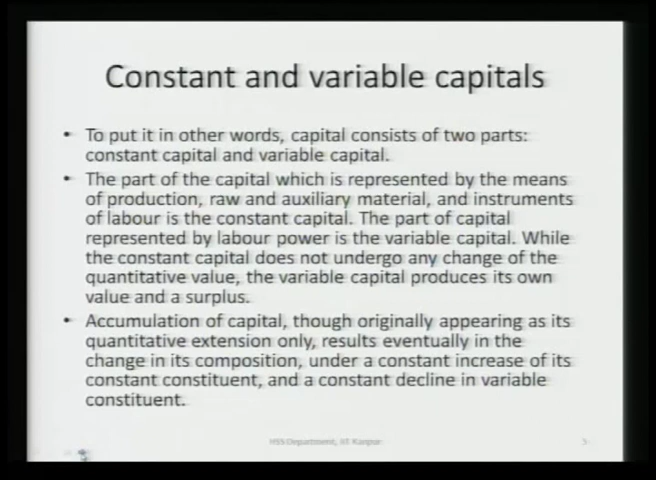 Constant and variable capitals
• To put it in other words, capital consists of two parts:
constant capital and variable capital.
• The part of the capital which is represented by the means
of production, raw and auxiliary material, and instruments
of labour is the constant capital. The part of capital
represented by labour power is the variable capital. While
the constant capital does not undergo any change of the
quantitative value, the variable capital produces its own
value and a surplus.
• Accumulation of capital, though originally appearing as its
quantitative extension only, results eventually in the
change in its composition, under a constant increase of its
constant constituent, and a constant decline in variable
constituent.
HSS Department, IIT Kanpur